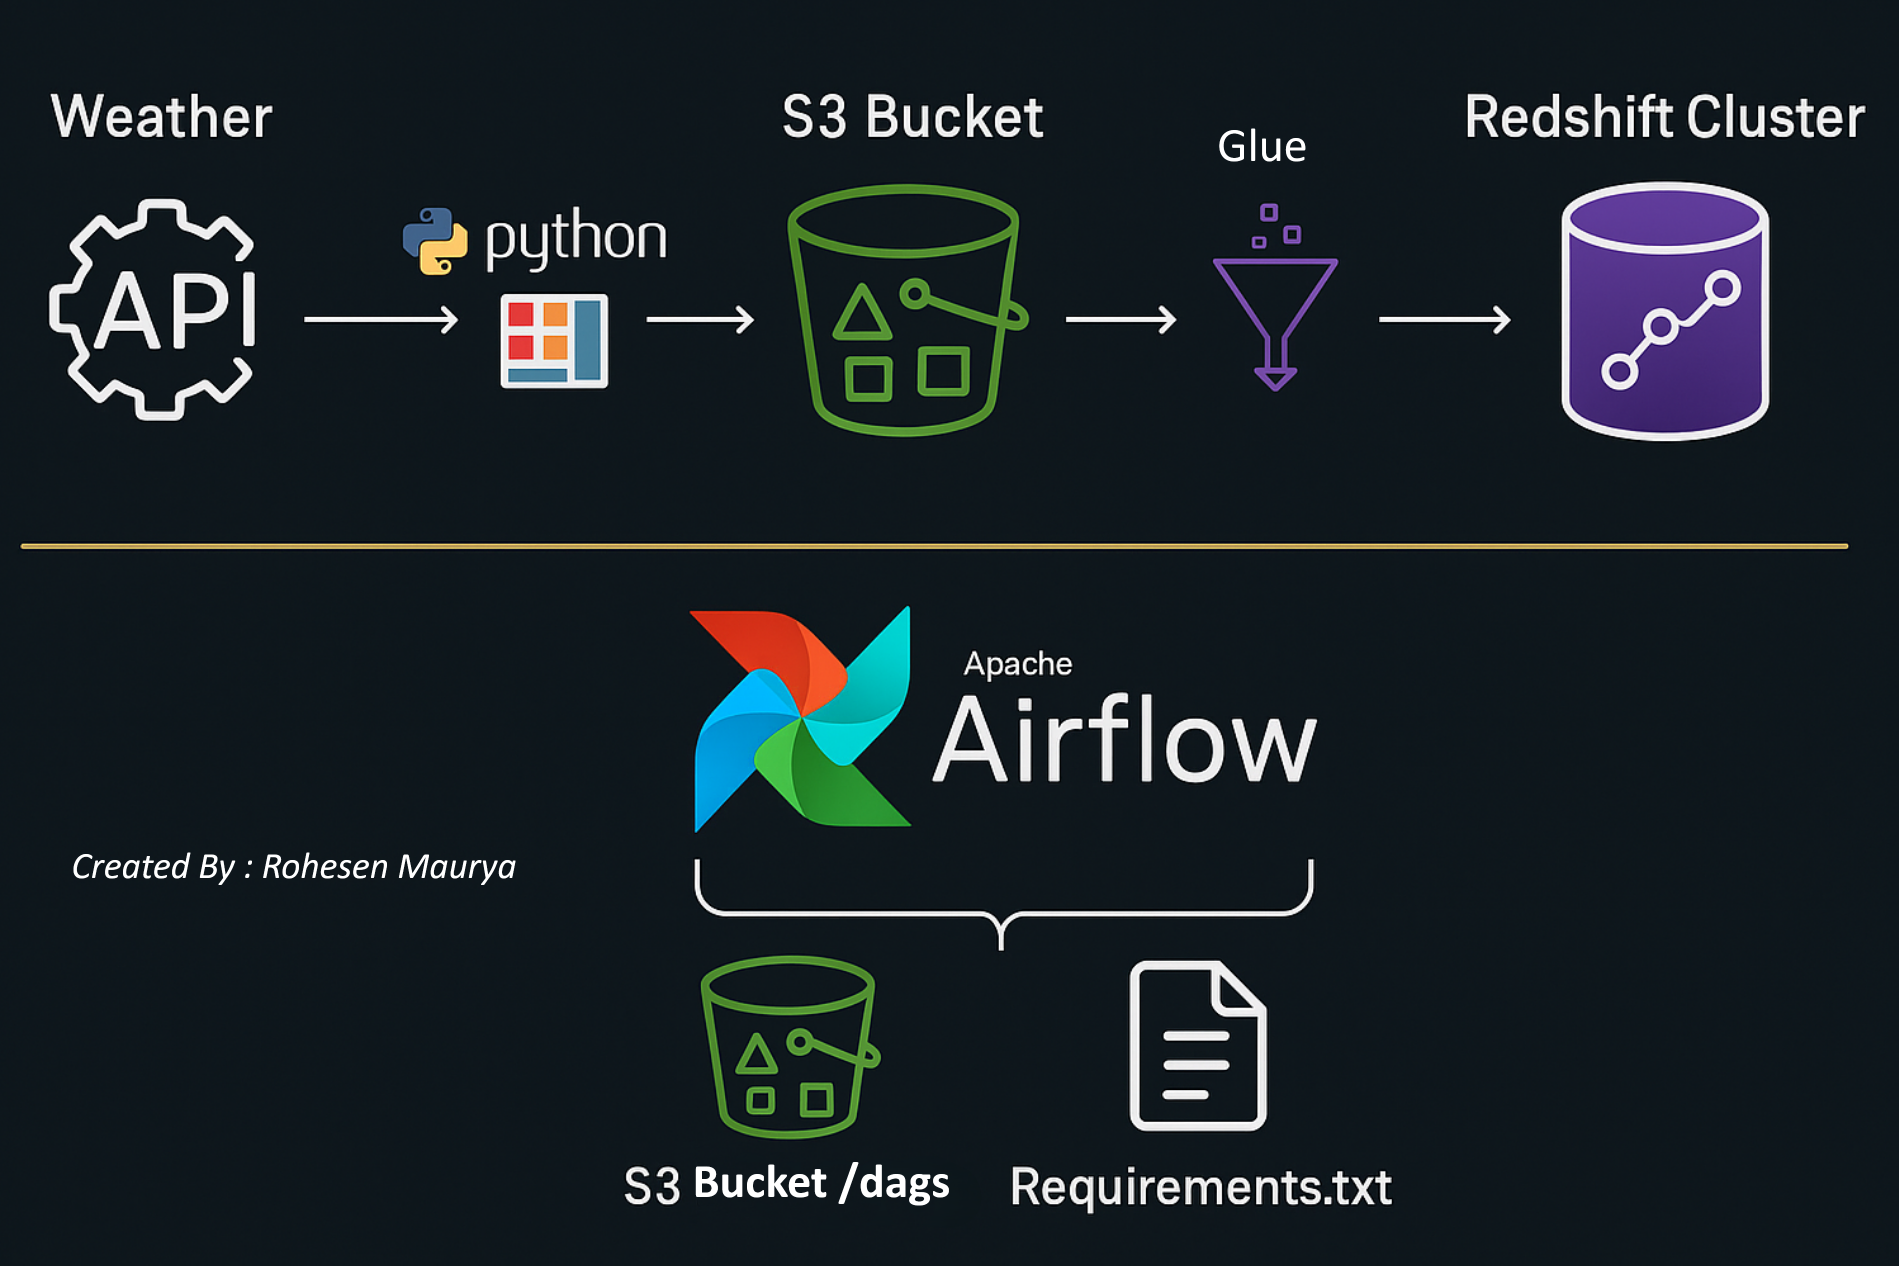 Weather
S3 Bucket
Glue
Redshift Cluster
API
python
Apache
Airflow
Created By : Rohesen Maurya
S3 Bucket /dags
Requirements.txt